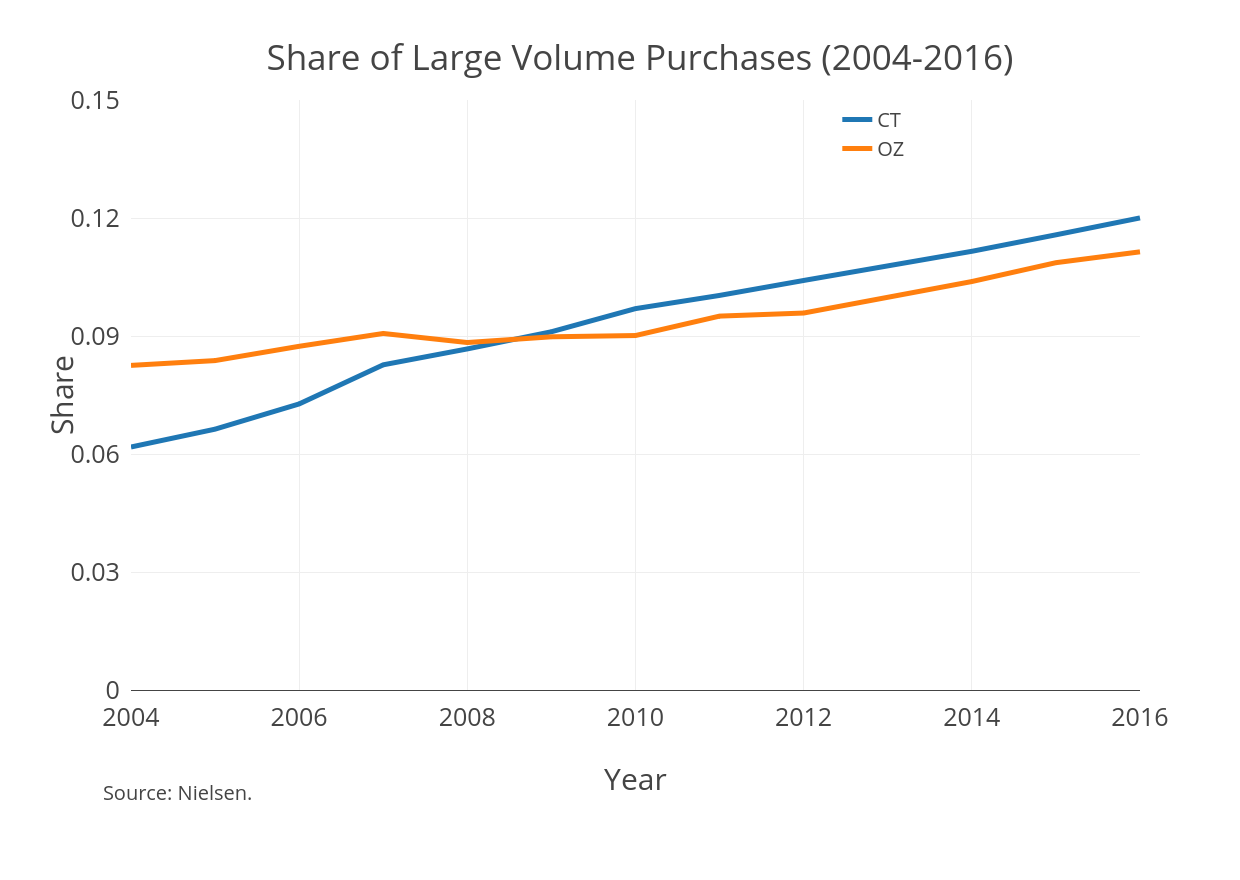 Share of Large Volume Purchases (2004-2016)
0.15
0.12
0.09
0.06
0.03
0
Share
CT
OZ
2004 2006 2008 2010 2012 2014 2016
Year
Source: Nielsen.